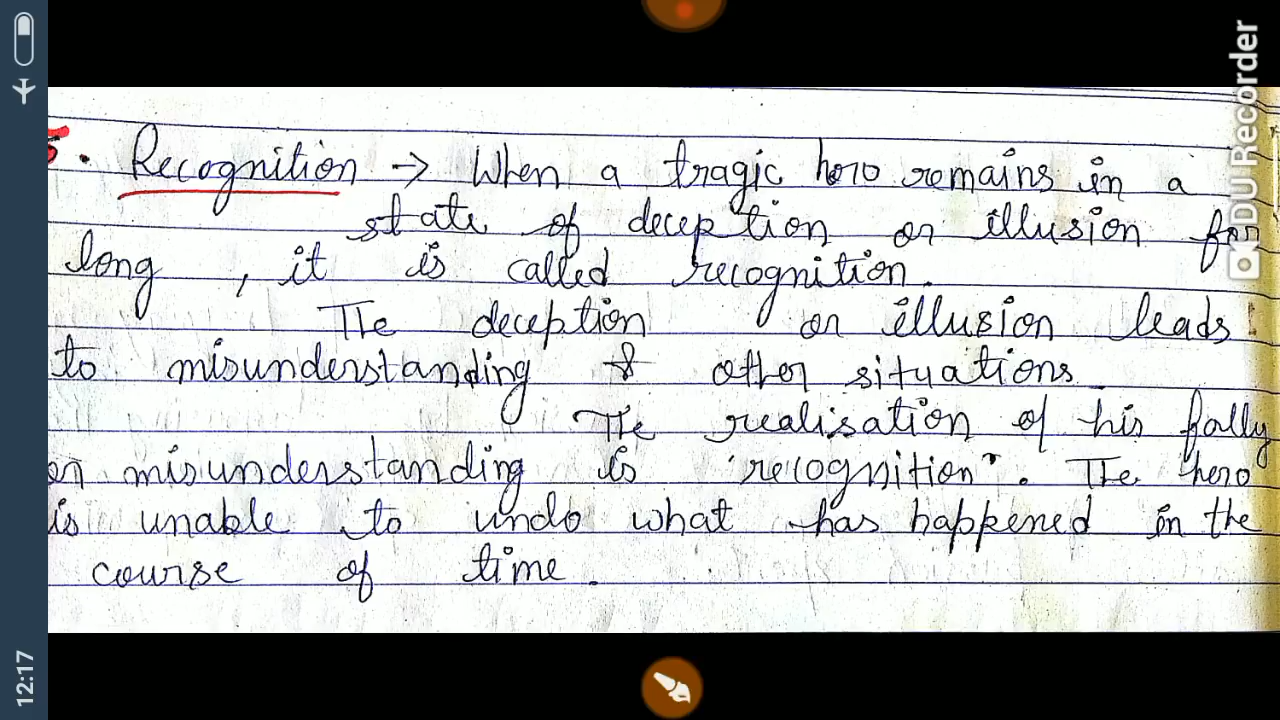 5. Recognition → When a tragic hero remains in a
state of deception or illusion for
long , it is called recognition.
The deception or illusion leads
to misunderstanding & other situations
The realisation of his folly
or misunderstanding is 'recognition'. The hero
is unable to undo what has happened in the
course of time.
DU Recorder
12:17